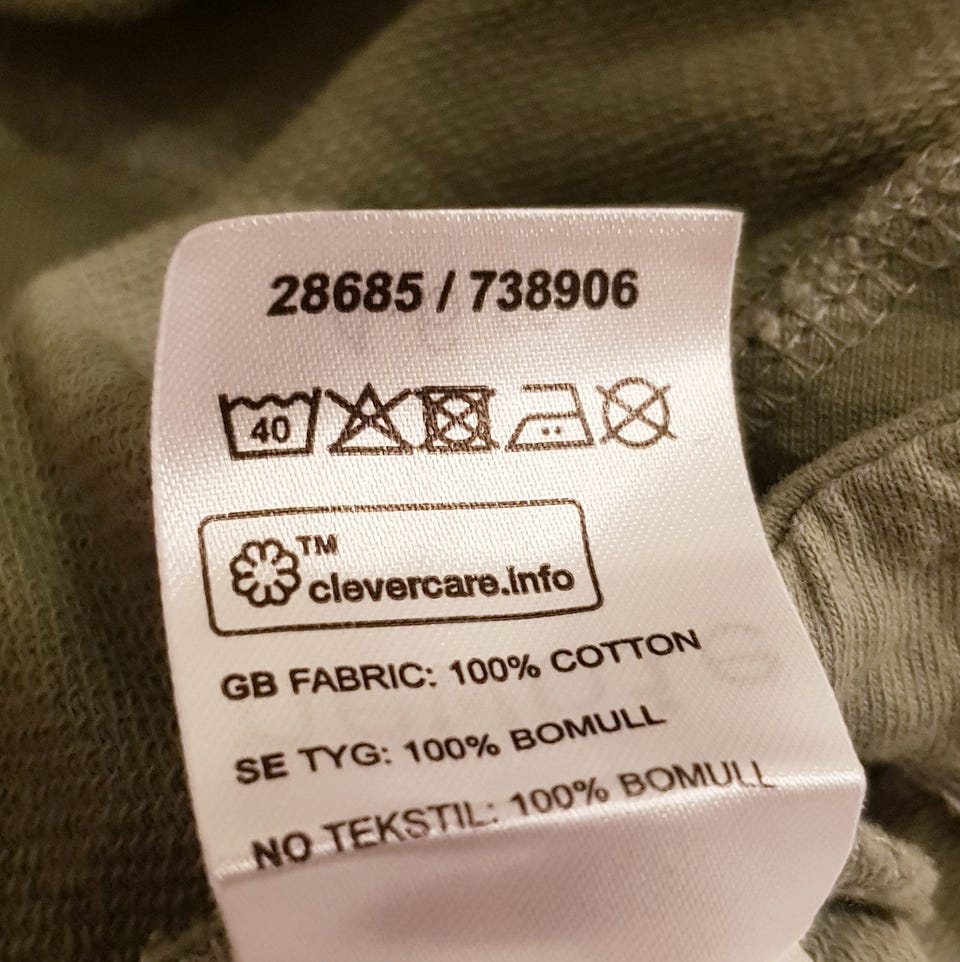 28685 / 738906
40
TM
clevercare.info
GB FABRIC: 100% COTTON
SE TYG: 100% BOMULL
NO TEKSTIL: 100% BOMULL